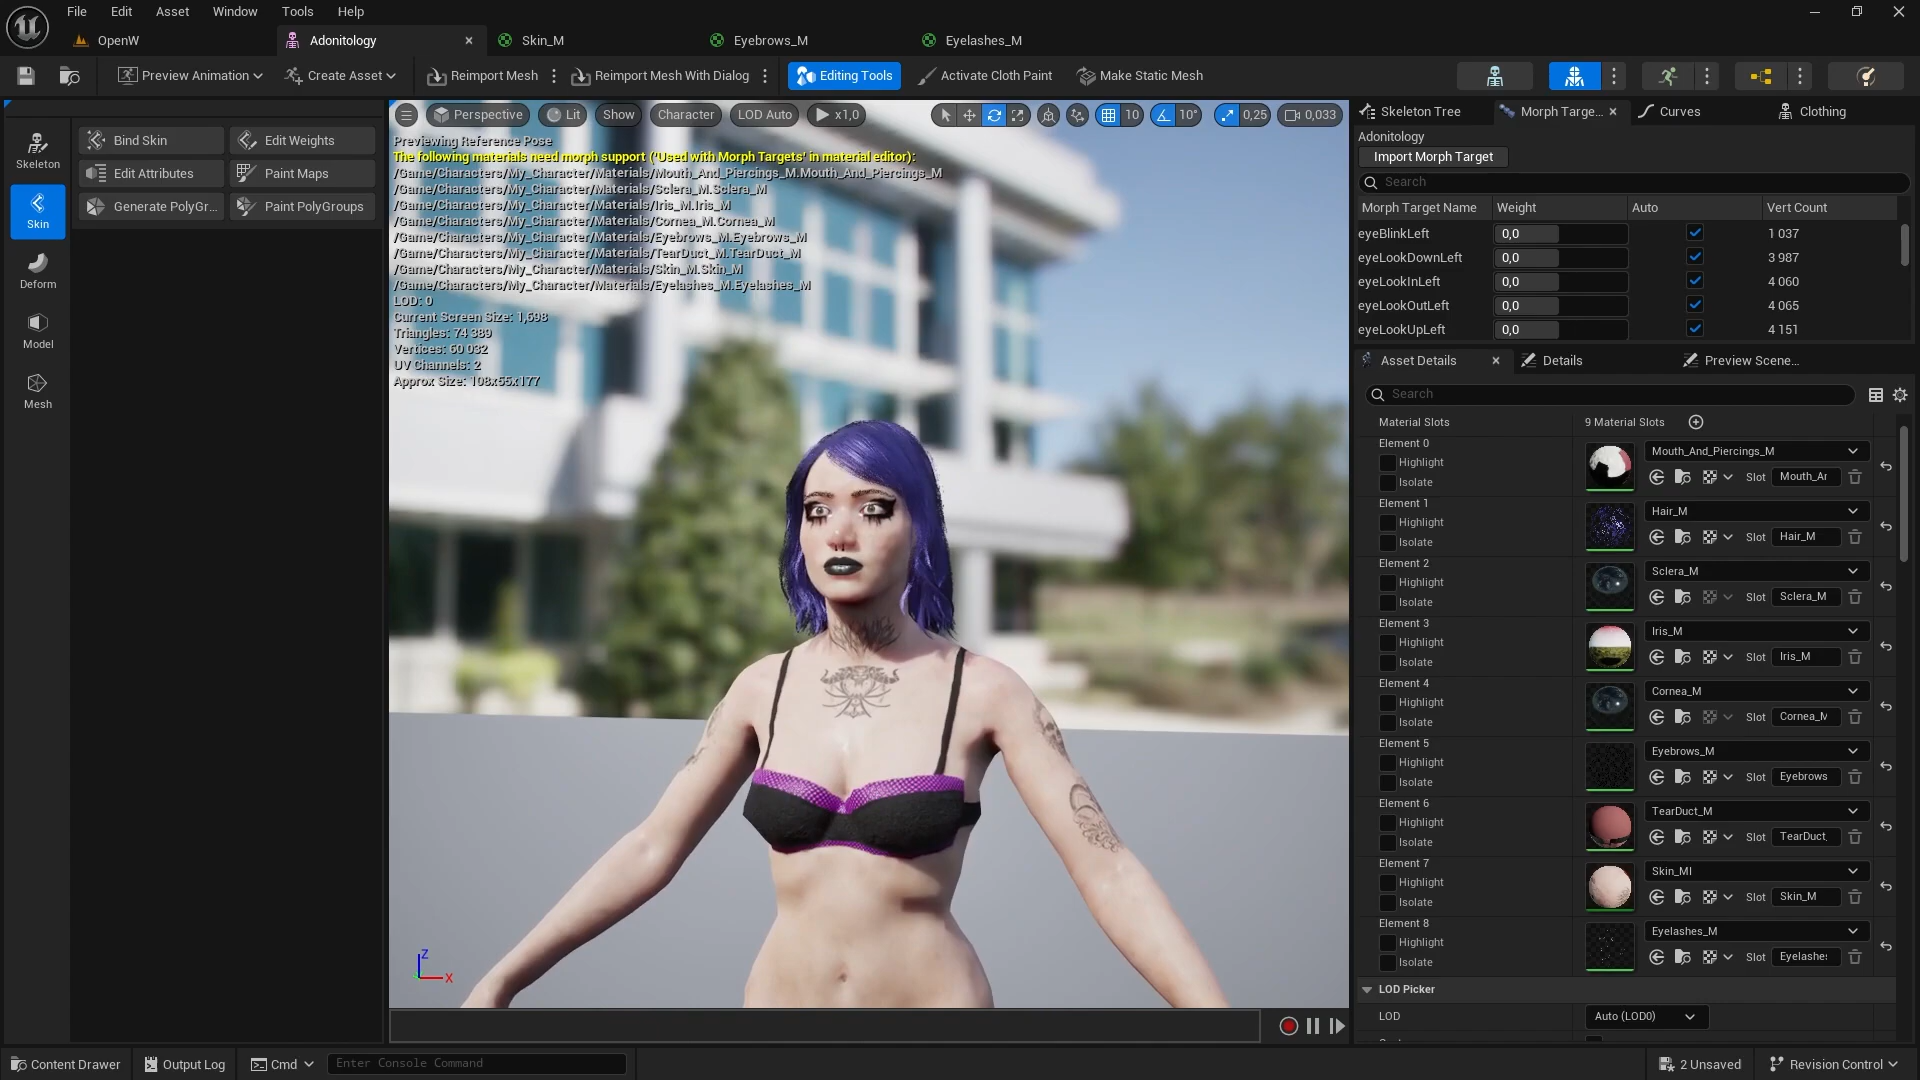 File Edit Asset Window Tools Help
OpenW Adonitology Skin_M Eyebrows_M Eyelashes_M
Preview Animation Create Asset Reimport Mesh Reimport Mesh With Dialog Editing Tools Activate Cloth Paint Make Static Mesh
Skeleton
Skin
Deform
Model
Mesh
Bind Skin Edit Weights
Edit Attributes Paint Maps
Generate PolyGr... Paint PolyGroups
Perspective Lit Show Character LOD Auto x1,0 10 10° 0,25 0,033
Previewing Reference Pose
The following materials need morph support ('Used with Morph Targets' in material editor):
/Game/Characters/My_Character/Materials/Mouth_And_Piercings_M.Mouth_And_Piercings_M
/Game/Characters/My_Character/Materials/Sclera_M.Sclera_M
/Game/Characters/My_Character/Materials/Iris_M.Iris_M
/Game/Characters/My_Character/Materials/Cornea_M.Cornea_M
/Game/Characters/My_Character/Materials/Eyebrows_M.Eyebrows_M
/Game/Characters/My_Character/Materials/TearDuct_M.TearDuct_M
/Game/Characters/My_Character/Materials/Skin_M.Skin_M
/Game/Characters/My_Character/Materials/Eyelashes_M.Eyelashes_M
LOD: 0
Current Screen Size: 1,698
Triangles: 74 389
Vertices: 60 032
UV Channels: 2
Approx Size: 108x55x177
Z
X
Skeleton Tree Morph Targe... Curves Clothing
Adonitology
Import Morph Target
Search
Morph Target Name Weight Auto Vert Count
eyeBlinkLeft 0,0 1 037
eyeLookDownLeft 0,0 3 987
eyeLookInLeft 0,0 4 060
eyeLookOutLeft 0,0 4 065
eyeLookUpLeft 0,0 4 151
Asset Details Details Preview Scene...
Search
Material Slots 9 Material Slots
Element 0 Mouth_And_Piercings_M
Highlight
Isolate Slot Mouth_Ar
Element 1 Hair_M
Highlight
Isolate Slot Hair_M
Element 2 Sclera_M
Highlight
Isolate Slot Sclera_M
Element 3 Iris_M
Highlight
Isolate Slot Iris_M
Element 4 Cornea_M
Highlight
Isolate Slot Cornea_M
Element 5 Eyebrows_M
Highlight
Isolate Slot Eyebrows
Element 6 TearDuct_M
Highlight
Isolate Slot TearDuct_
Element 7 Skin_MI
Highlight
Isolate Slot Skin_M
Element 8 Eyelashes_M
Highlight
Isolate Slot Eyelashes
LOD Picker
LOD Auto (LOD0)
Content Drawer Output Log Cmd Enter Console Command 2 Unsaved Revision Control